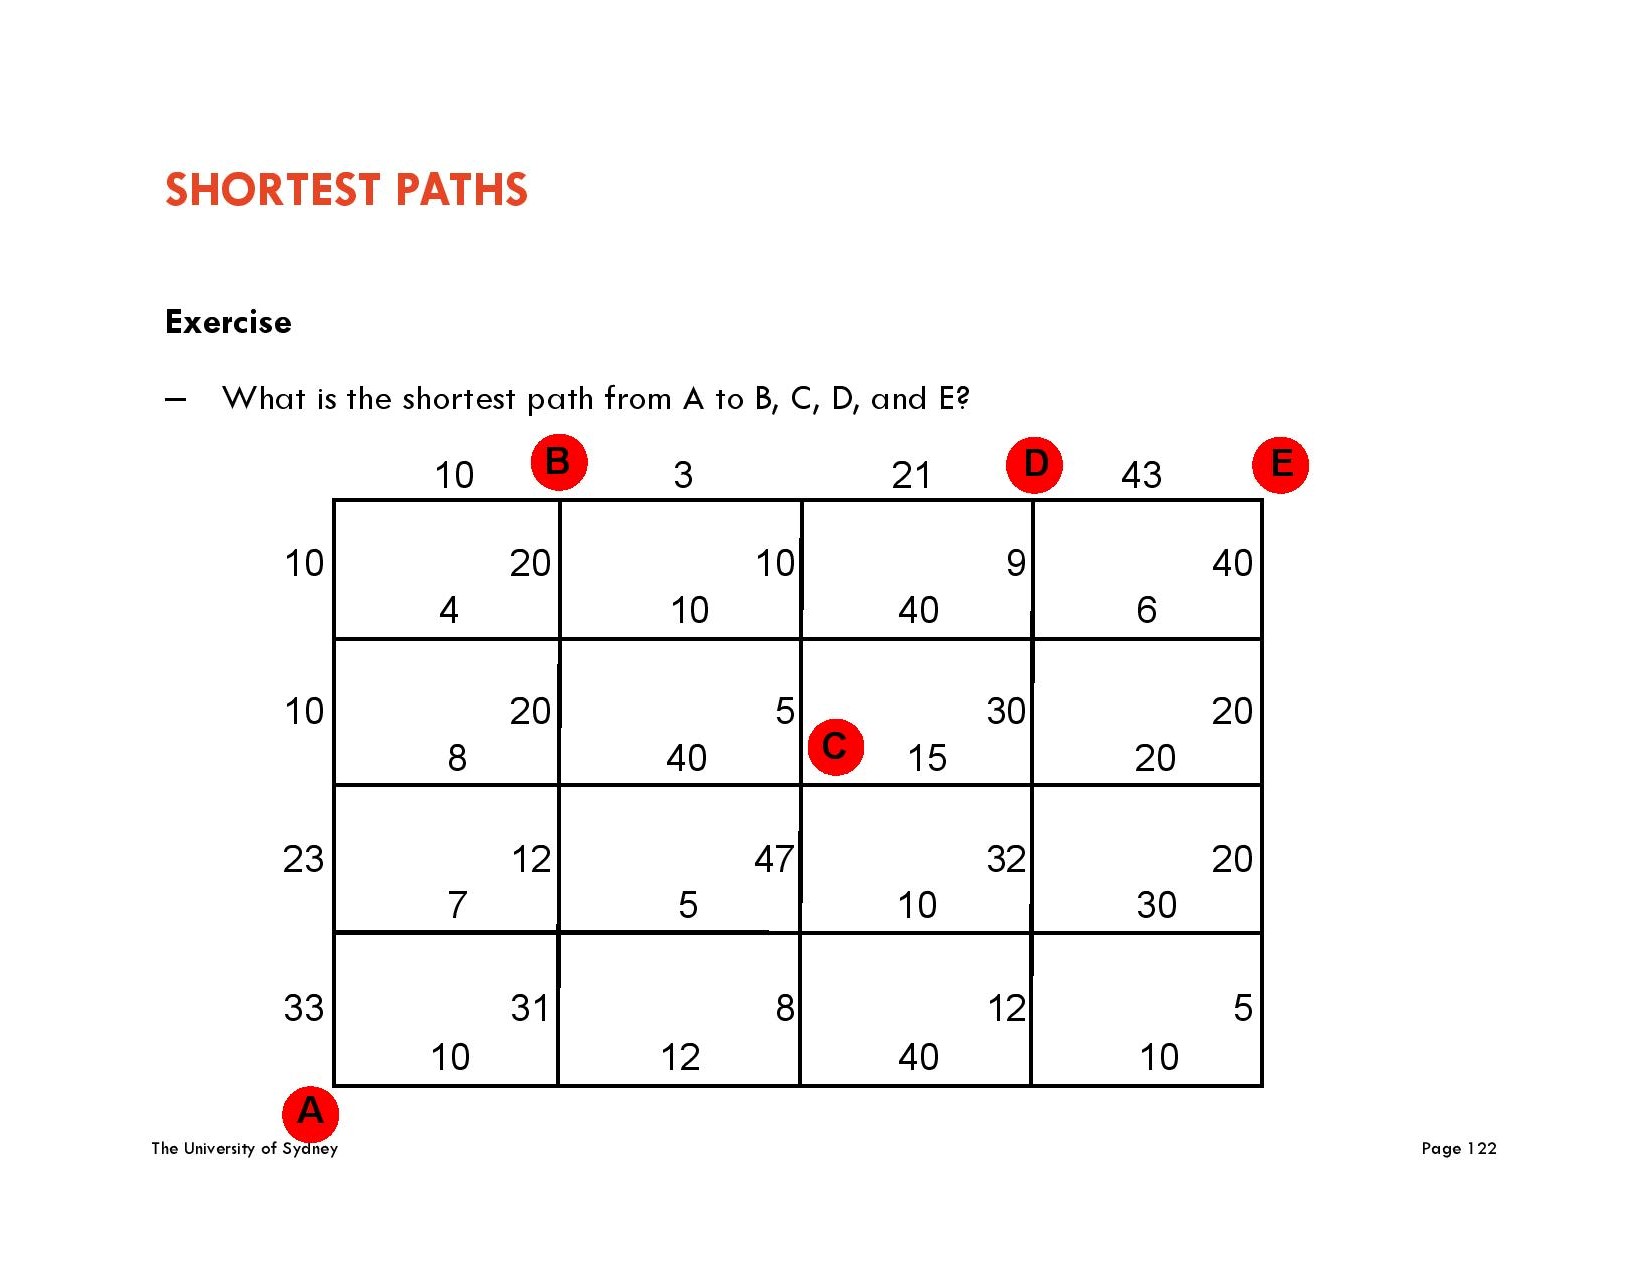 SHORTEST PATHS
Exercise
– What is the shortest path from A to B, C, D, and E?
10 B 3 21 D 43 E
10 20 10 9 40
4 10 40 6
10 20 5 30 20
8 40 C 15 20
23 12 47 32 20
7 5 10 30
33 31 8 12 5
10 12 40 10
A
The University of Sydney Page 122